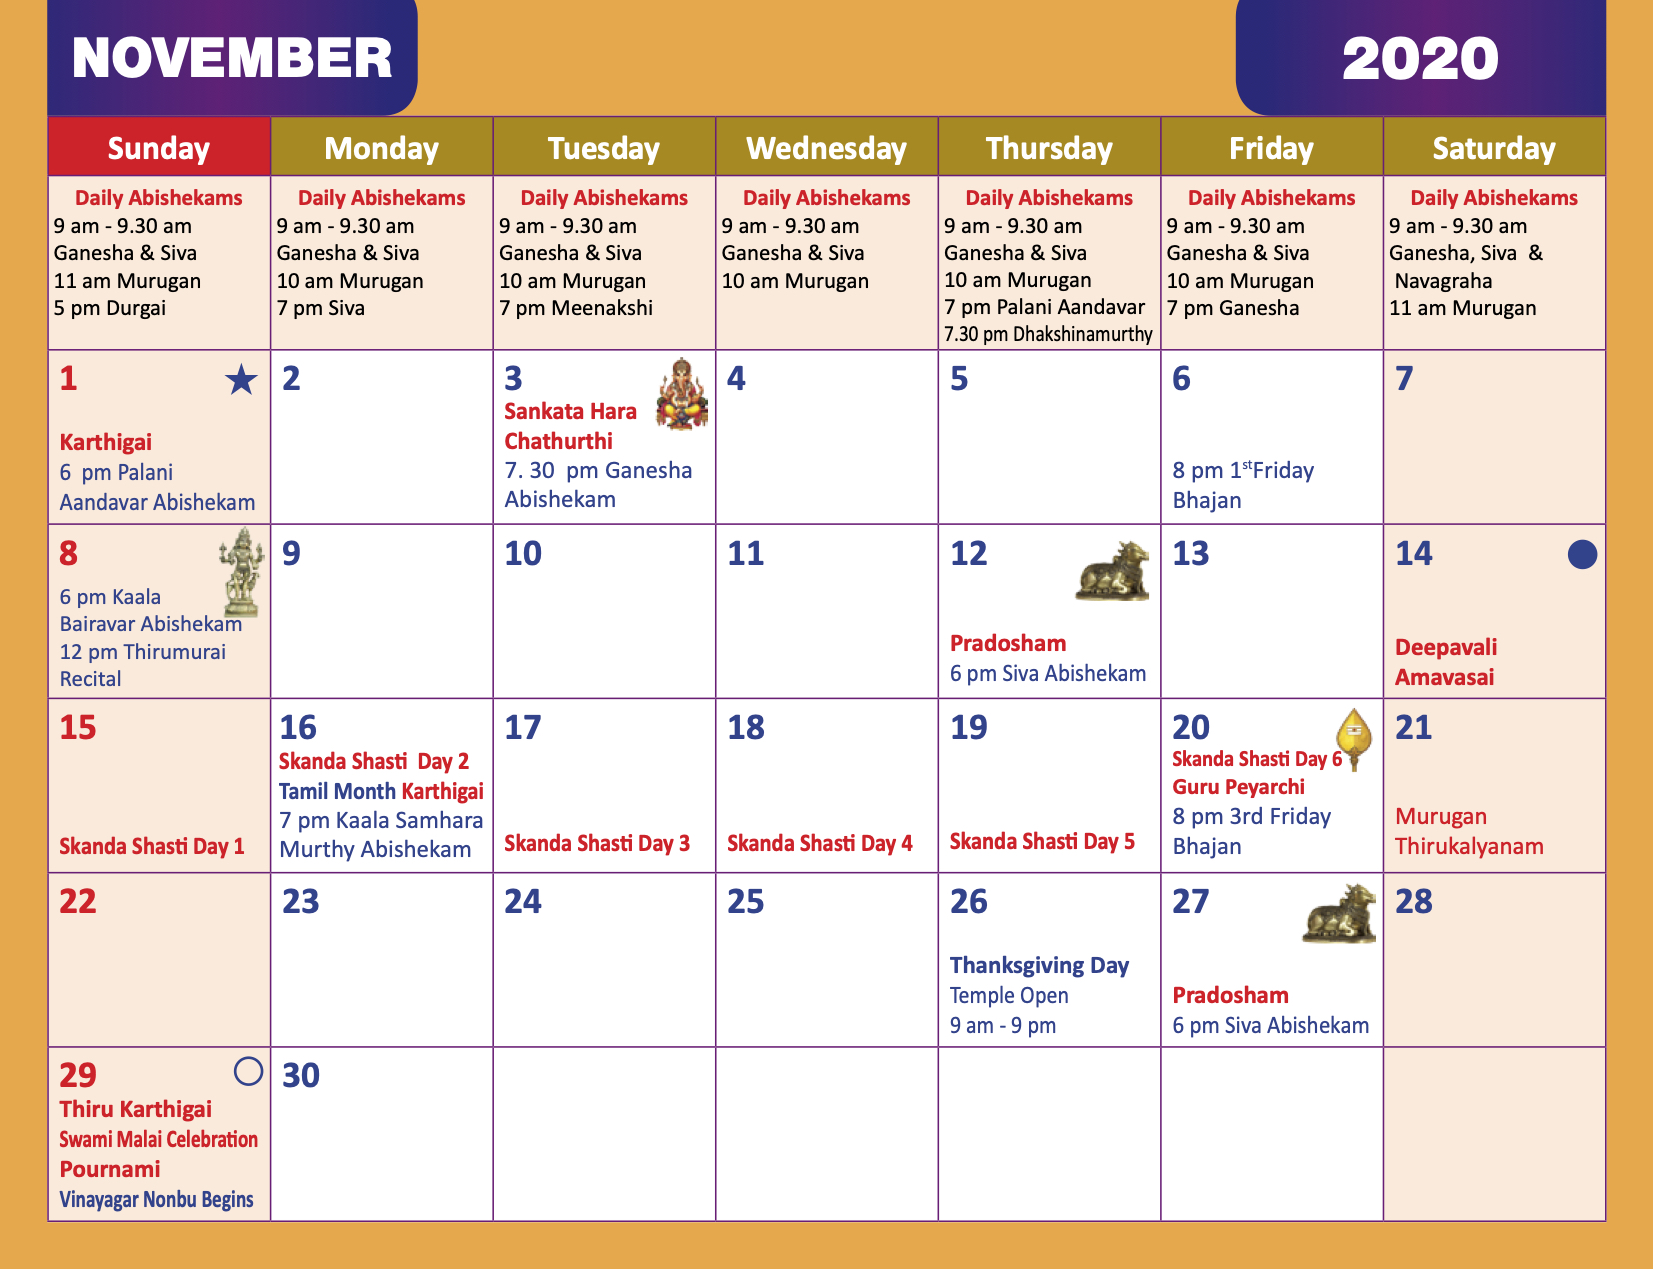 NOVEMBER
2020
Sunday
Monday
Tuesday
Wednesday
Thursday
Friday
Saturday
Daily Abishekams
9 am - 9.30 am
Ganesha & Siva
11 am Murugan
5 pm Durgai
Daily Abishekams
9 am - 9.30 am
Ganesha & Siva
10 am Murugan
7 pm Siva
Daily Abishekams
9 am - 9.30 am
Ganesha & Siva
10 am Murugan
7 pm Meenakshi
Daily Abishekams
9 am - 9.30 am
Ganesha & Siva
10 am Murugan
Daily Abishekams
9 am - 9.30 am
Ganesha & Siva
10 am Murugan
7 pm Palani Aandavar
7.30 pm Dhakshinamurthy
Daily Abishekams
9 am - 9.30 am
Ganesha & Siva
10 am Murugan
7 pm Ganesha
Daily Abishekams
9 am - 9.30 am
Ganesha, Siva &
Navagraha
11 am Murugan
1
Karthigai
6 pm Palani
Aandavar Abishekam
2
3
Sankata Hara
Chathurthi
7. 30 pm Ganesha
Abishekam
4
5
6
8 pm 1stFriday
Bhajan
7
8
6 pm Kaala
Bairavar Abishekam
12 pm Thirumurai
Recital
9
10
11
12
Pradosham
6 pm Siva Abishekam
13
14
Deepavali
Amavasai
15
Skanda Shasti Day 1
16
Skanda Shasti Day 2
Tamil Month Karthigai
7 pm Kaala Samhara
Murthy Abishekam
17
Skanda Shasti Day 3
18
Skanda Shasti Day 4
19
Skanda Shasti Day 5
20
Skanda Shasti Day 6
Guru Peyarchi
8 pm 3rd Friday
Bhajan
21
Murugan
Thirukalyanam
22
23
24
25
26
Thanksgiving Day
Temple Open
9 am - 9 pm
27
Pradosham
6 pm Siva Abishekam
28
29
Thiru Karthigai
Swami Malai Celebration
Pournami
Vinayagar Nonbu Begins
30